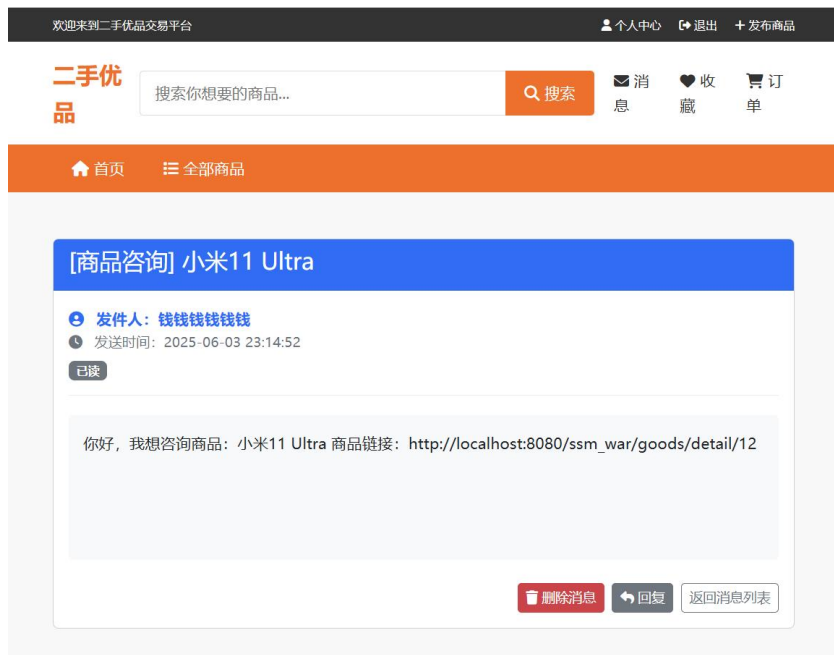 欢迎来到二手优品交易平台
个人中心 退出 发布商品
二手优品
搜索你想要的商品...
搜索
消息
收藏
订单
首页 全部商品
[商品咨询] 小米11 Ultra
发件人：钱钱钱钱钱钱
发送时间：2025-06-03 23:14:52
已读
你好，我想咨询商品：小米11 Ultra 商品链接：http://localhost:8080/ssm_war/goods/detail/12
删除消息 回复 返回消息列表